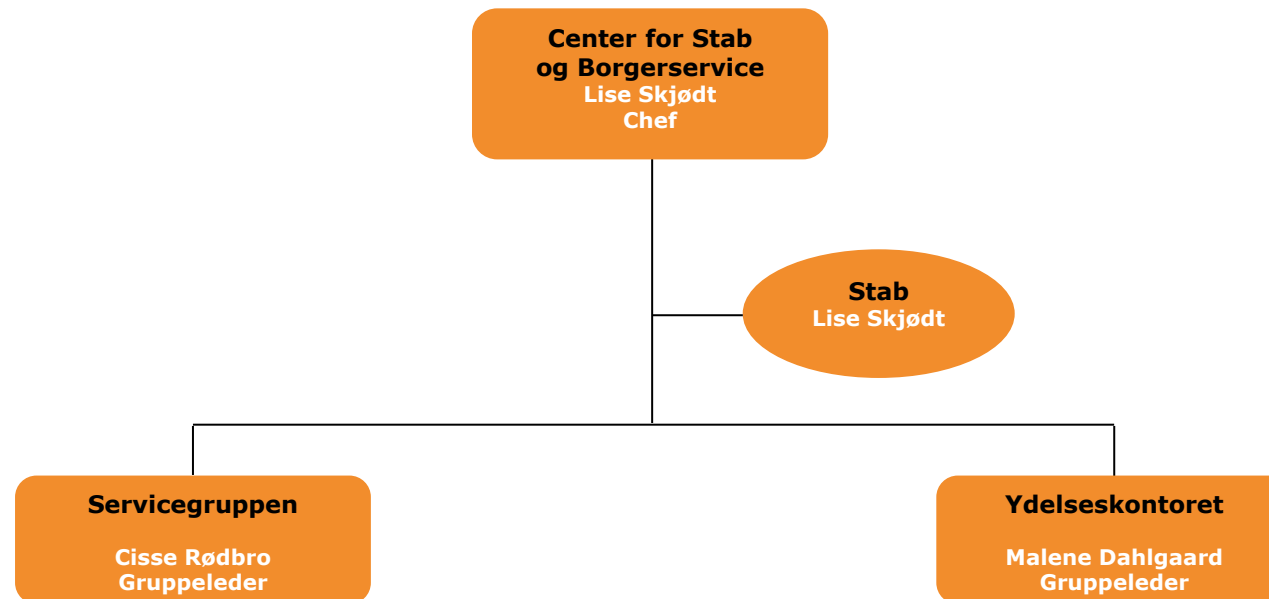 Center for Stab
og Borgerservice
Lise Skjødt
Chef
Stab
Lise Skjødt
Servicegruppen
Cisse Rødbro
Gruppeleder
Ydelseskontoret
Malene Dahlgaard
Gruppeleder